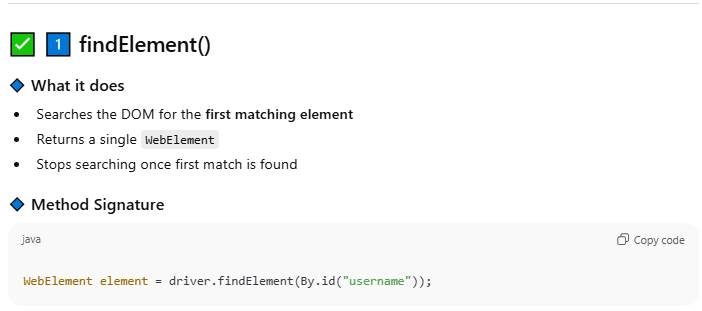 ✅ 1️⃣ findElement()
🔷 What it does
• Searches the DOM for the first matching element
• Returns a single WebElement
• Stops searching once first match is found
🔷 Method Signature
java Copy code
WebElement element = driver.findElement(By.id("username"));